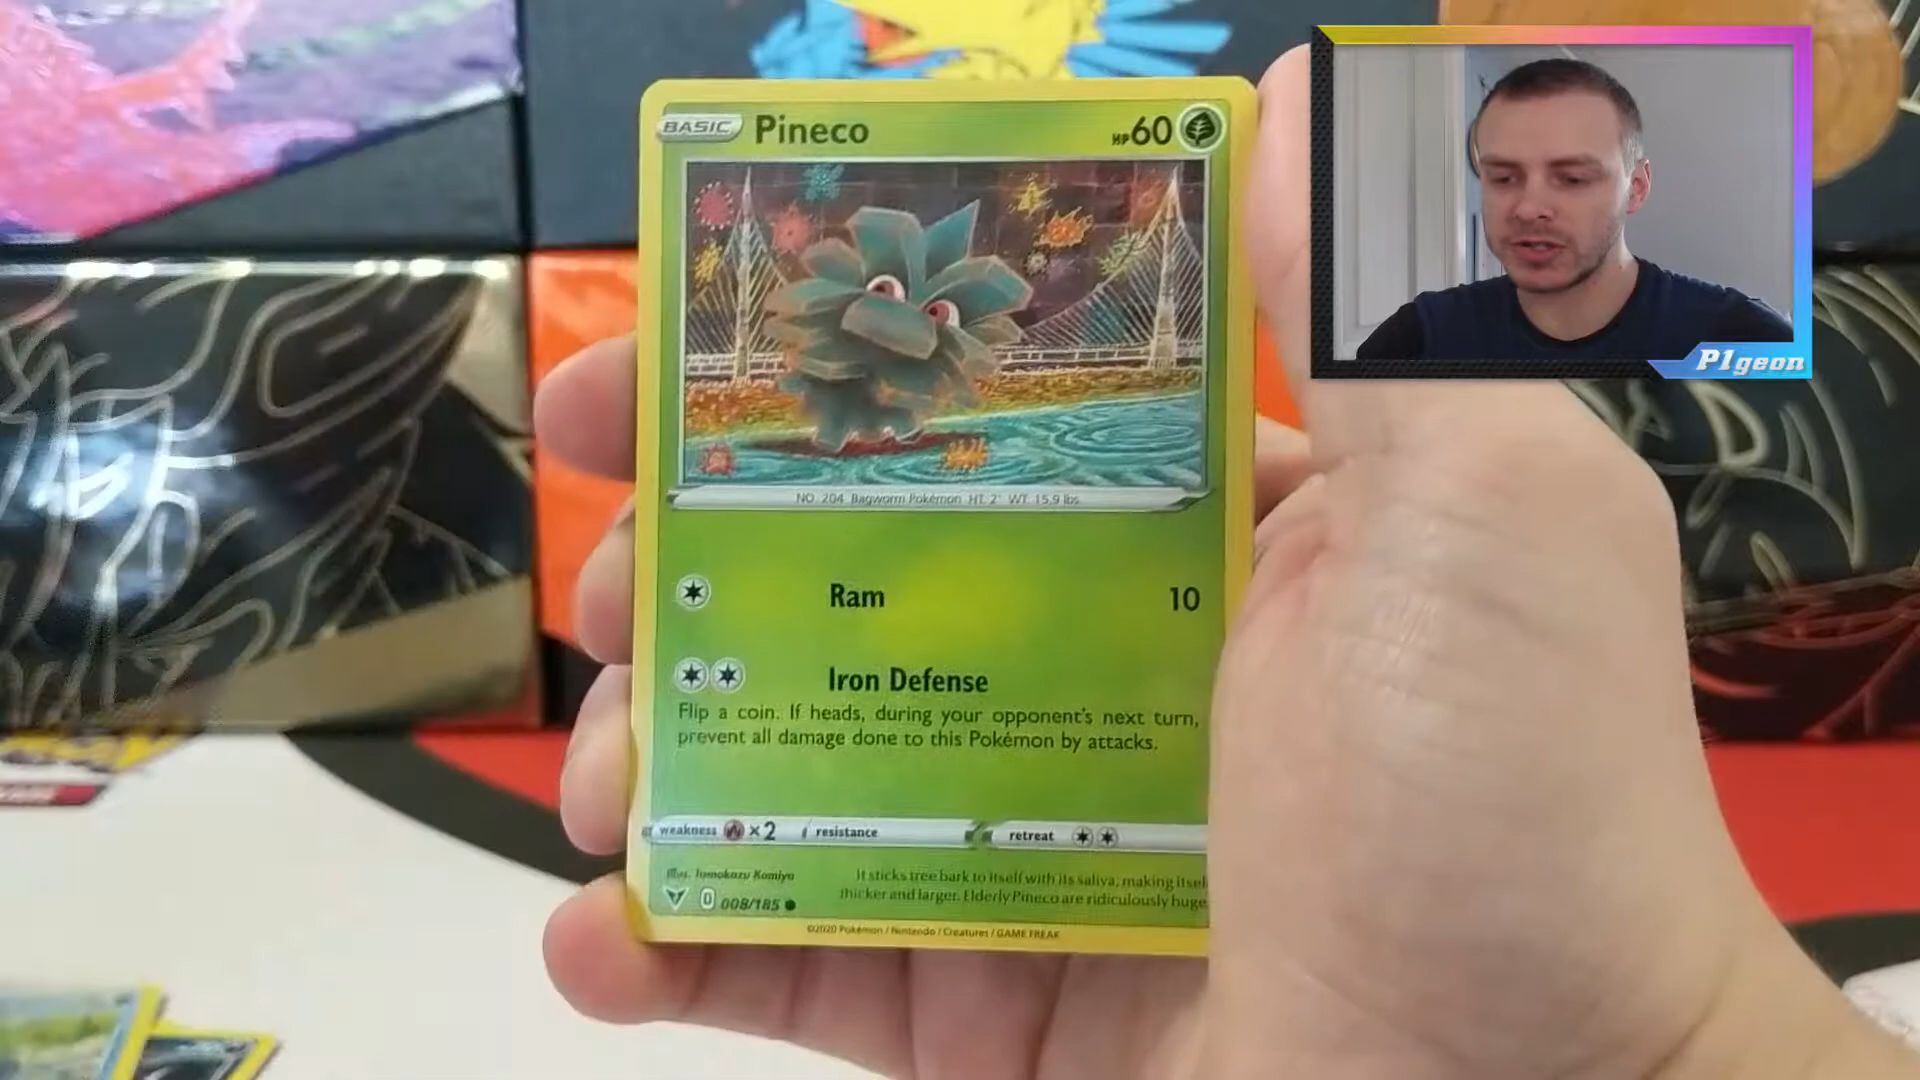 BASIC Pineco HP60
P1geon
NO. 204 Bagworm Pokémon HT. 2' WT. 15.9 lbs.
Ram 10
Iron Defense
Flip a coin. If heads, during your opponent's next turn,
prevent all damage done to this Pokémon by attacks.
weakness ×2 resistance retreat
Illus. Tomokazu Komiya
It sticks tree bark to itself with its saliva, making itsel
thicker and larger. Elderly Pineco are ridiculously huge
D 008/185
©2020 Pokémon / Nintendo / Creatures / GAME FREAK